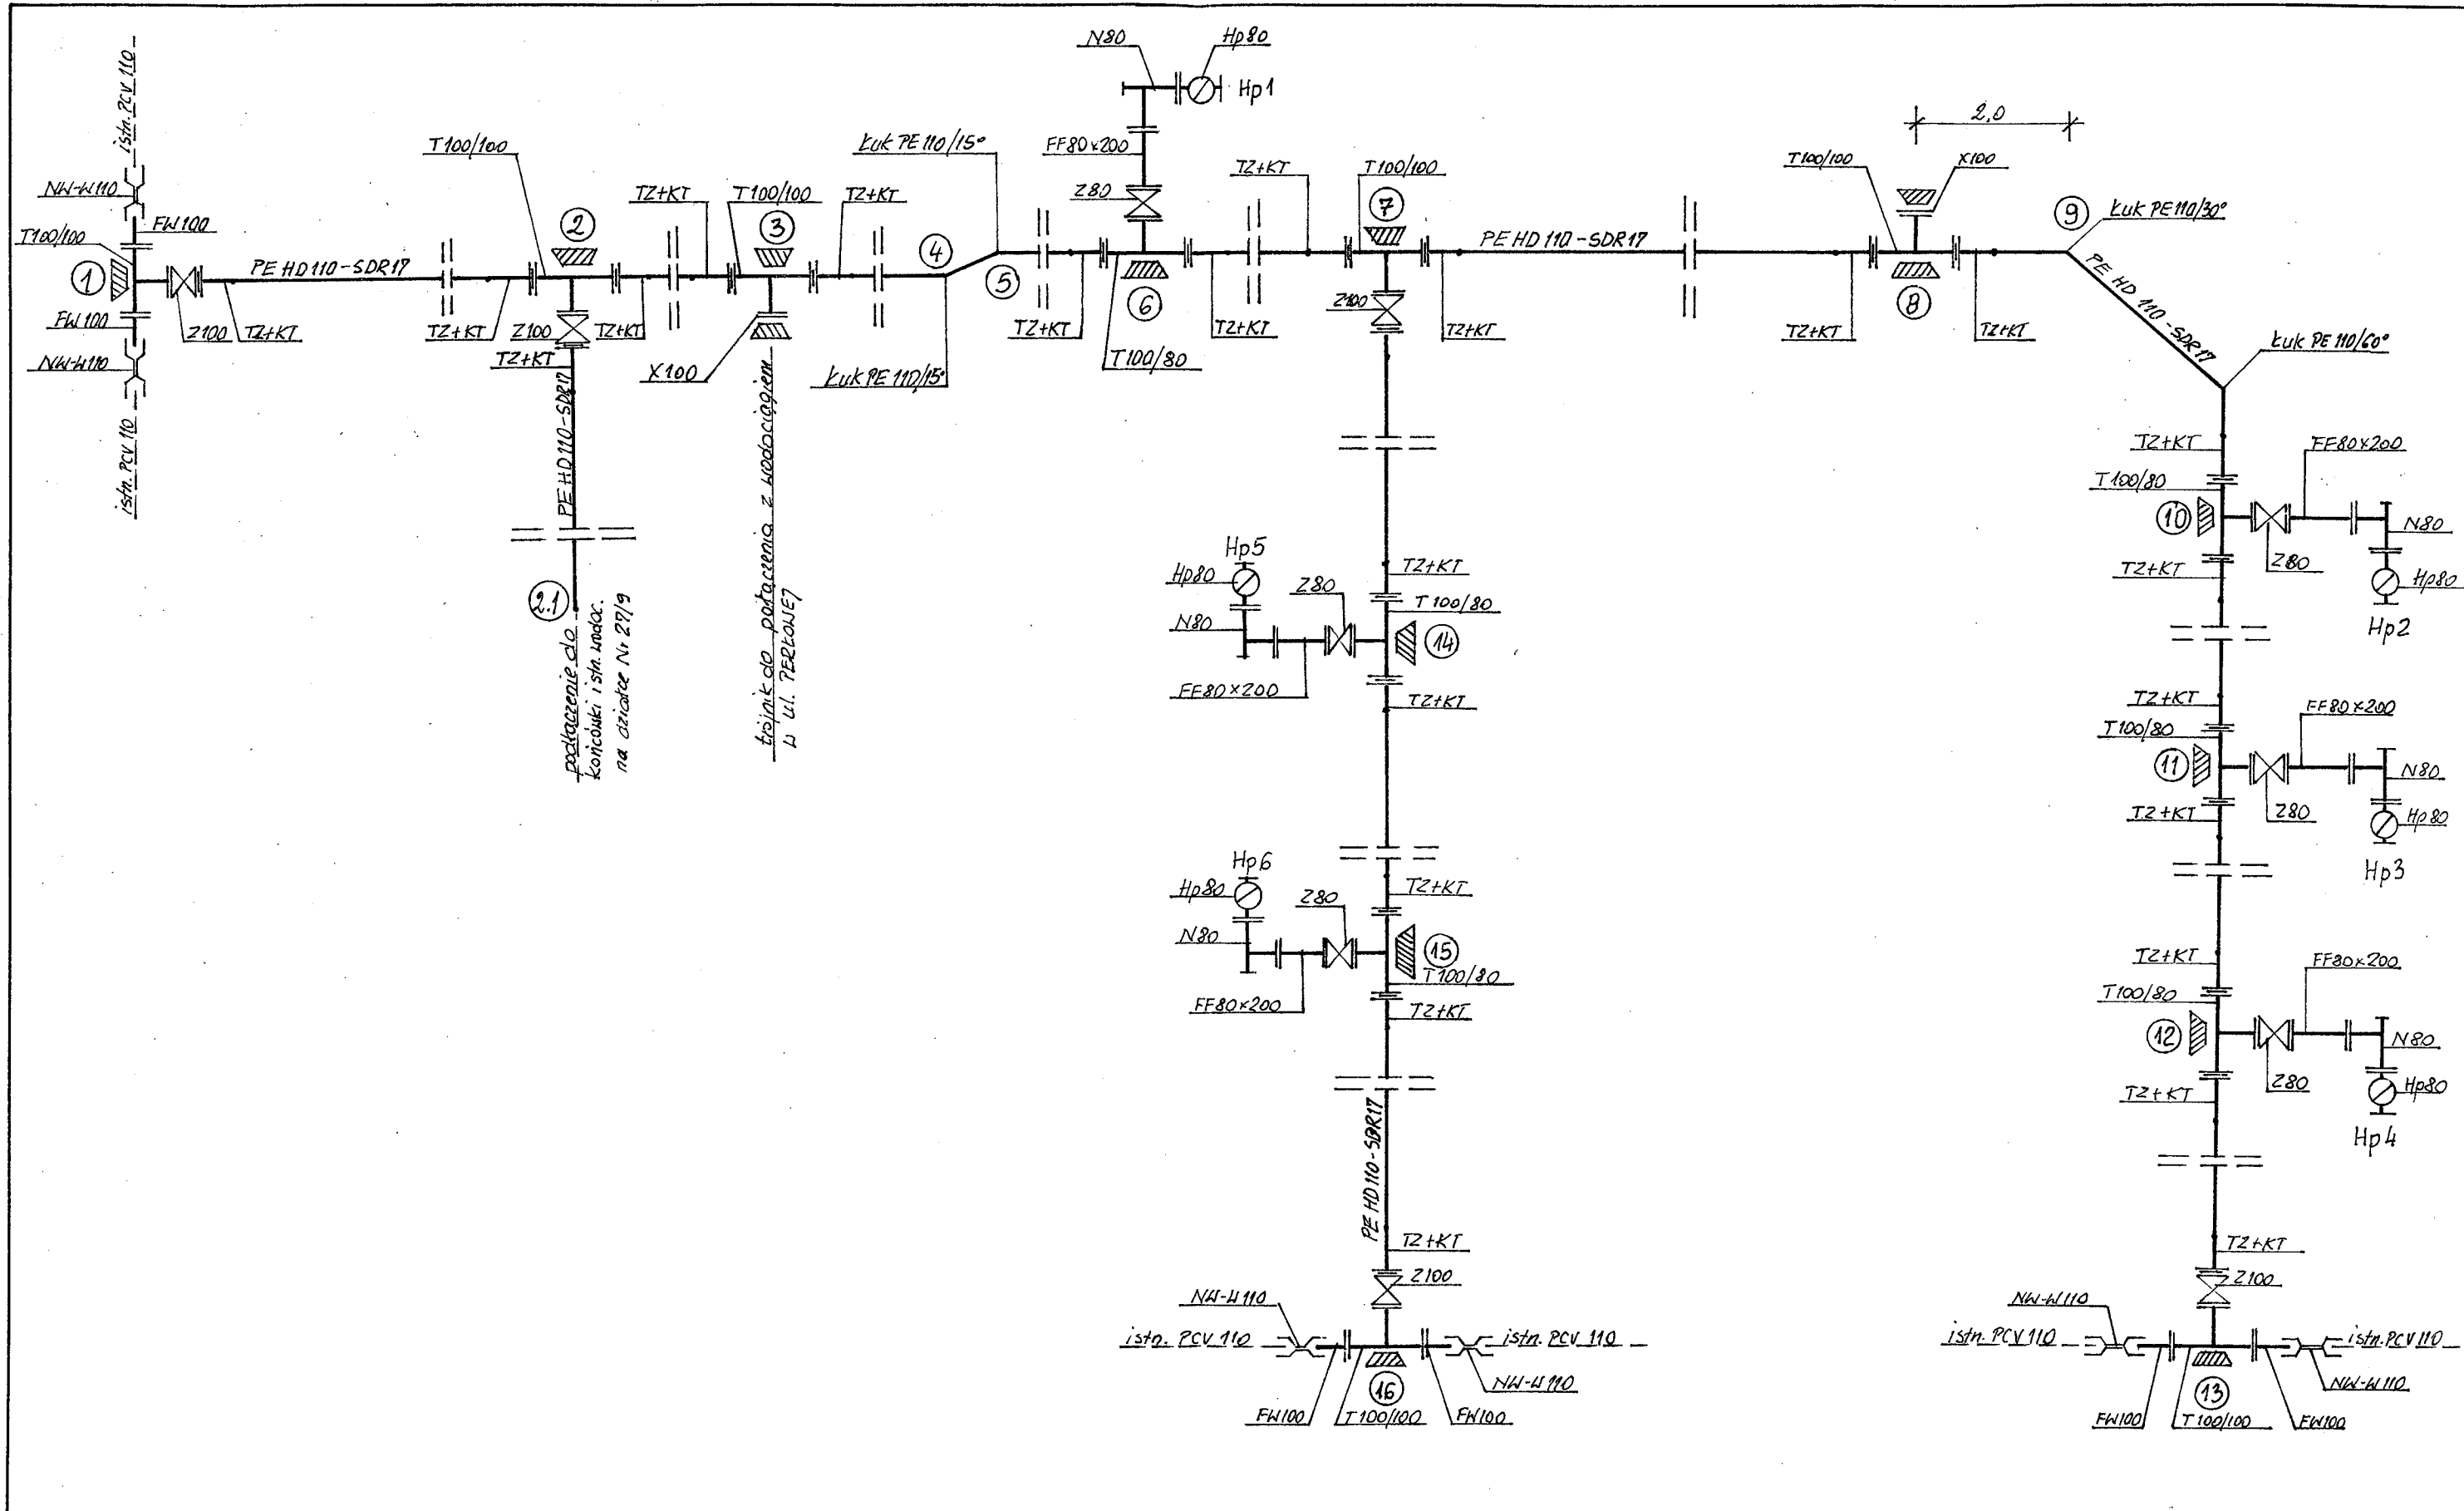 istn. PCV 110
NW-W110
FW 100
T100/100
1
FW 100
Z100
TZ+KT
NW-W110
istn. PCV 110
PE HD110-SDR17
T100/100
2
TZ+KT
Z100
TZ+KT
TZ+KT
PE HD110-SDR17
2.1
podłączenie do
końcówki istn. wodoc.
na działce Nr 27/9
TZ+KT
T100/100
3
TZ+KT
X100
trójnik do połączenia z wodociągiem
w ul. PERŁOWEJ
Łuk PE 110/15°
4
5
Łuk PE 110/15°
N80
Hp80
Hp1
FF80x200
Z80
TZ+KT
6
TZ+KT
T100/80
TZ+KT
T100/100
7
Z100
TZ+KT
PE HD 110-SDR17
2,0
T100/100
X100
TZ+KT
8
TZ+KT
9
Łuk PE 110/30°
PE HD 110-SDR17
Łuk PE 110/60°
TZ+KT
FF80x200
T100/80
10
N80
Z80
TZ+KT
Hp80
Hp2
TZ+KT
FF80x200
T100/80
11
N80
Z80
TZ+KT
Hp80
Hp3
TZ+KT
FF80x200
T100/80
12
N80
Z80
TZ+KT
Hp80
Hp4
TZ+KT
Z100
NW-W110
istn. PCV 110
istn. PCV 110
13
NW-W110
FW100
T100/100
FW100
Hp5
Hp80
Z80
TZ+KT
T100/80
N80
14
FF80x200
TZ+KT
Hp6
Hp80
Z80
TZ+KT
N80
15
T100/80
FF80x200
TZ+KT
PE HD 110-SDR17
TZ+KT
Z100
NW-W110
istn. PCV 110
istn. PCV 110
16
NW-W110
FW100
T100/100
FW100